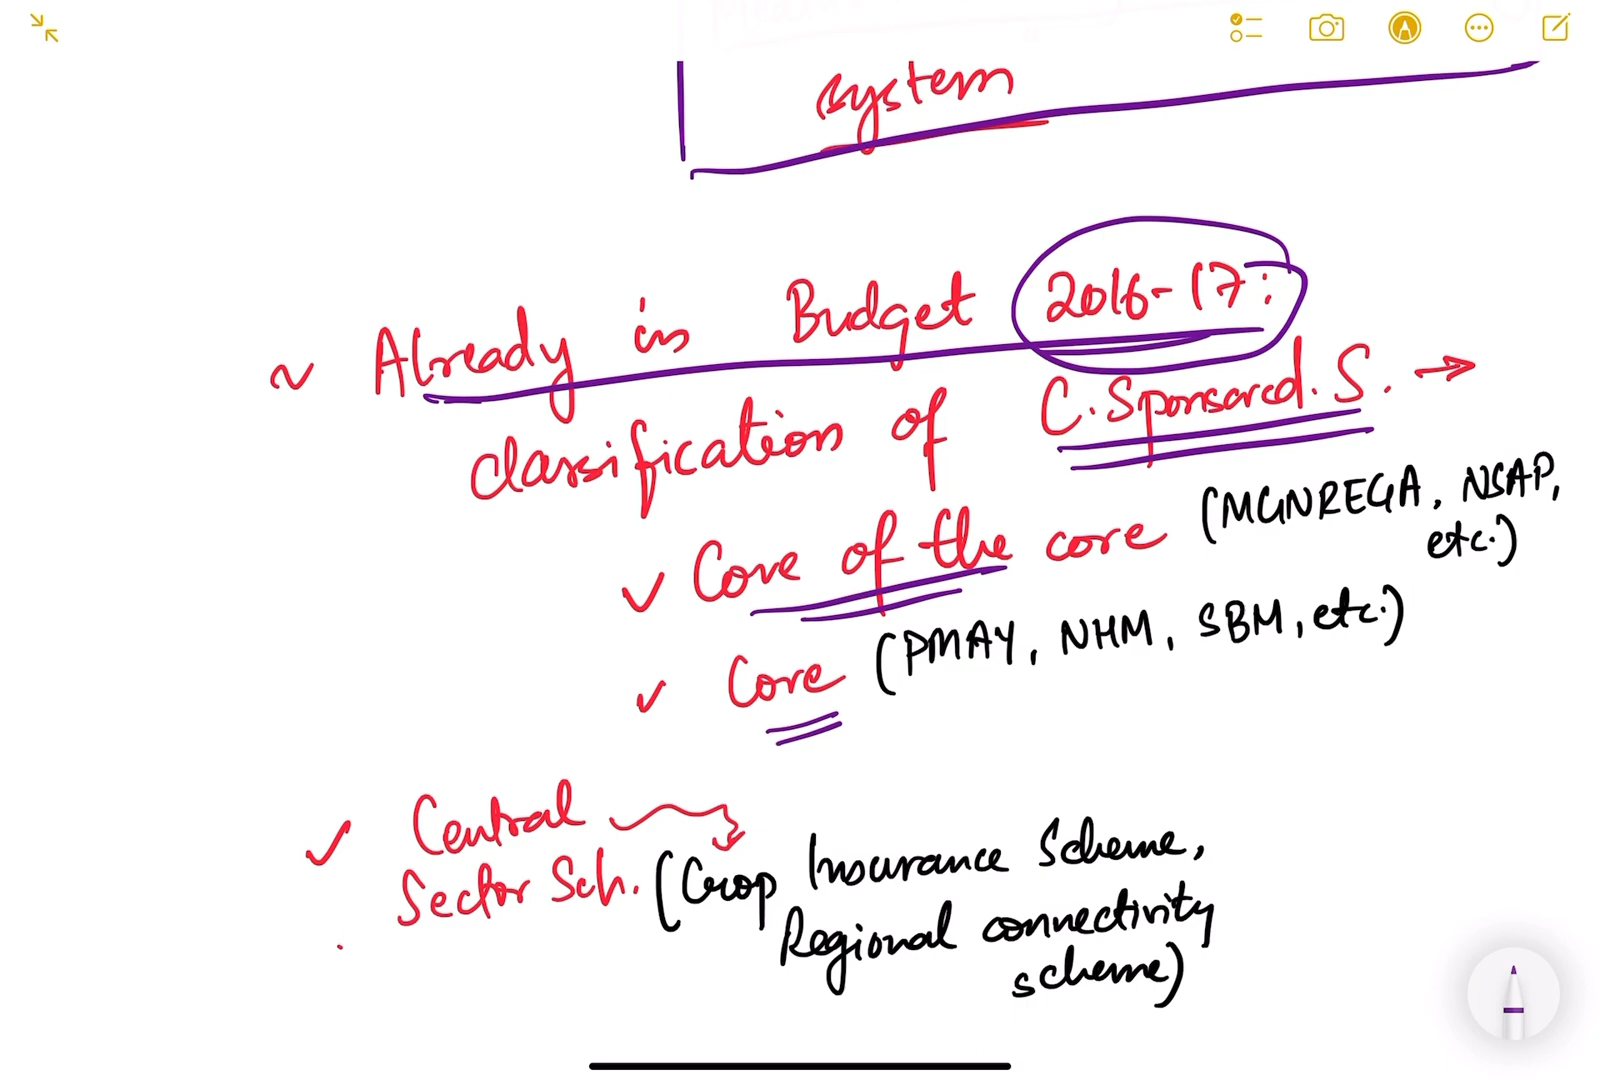 system
~ Already in Budget 2016-17:
classification of C. Sponsored. S. →
✓ Core of the core (MGNREGA, NSAP, etc.)
✓ Core (PMAY, NHM, SBM, etc.)
✓ Central
Sector Sch. (Crop Insurance Scheme,
Regional connectivity
scheme)